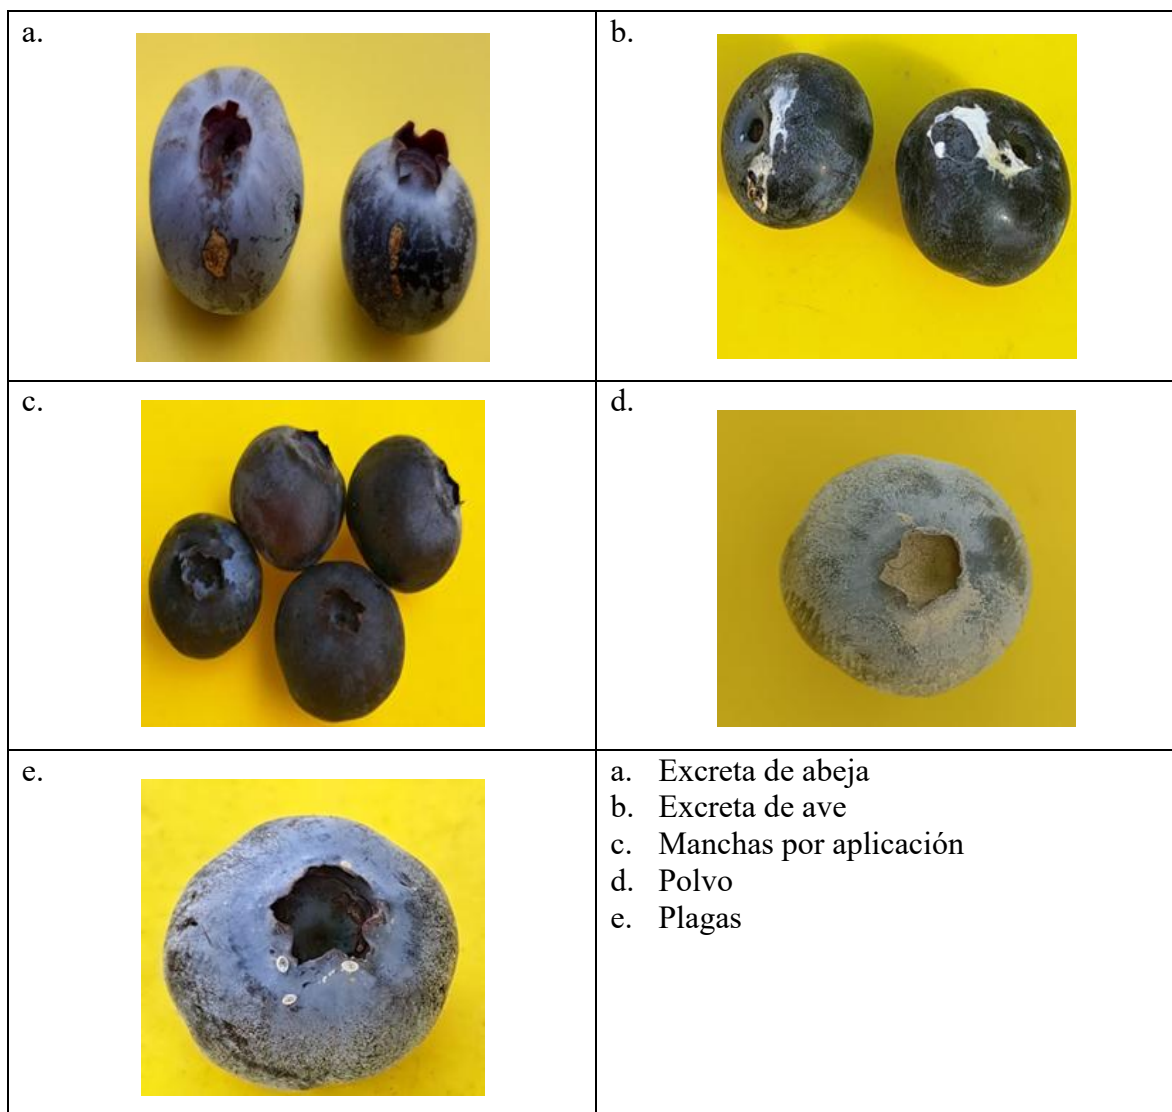 a.
b.
c.
d.
e.
a. Excreta de abeja
b. Excreta de ave
c. Manchas por aplicación
d. Polvo
e. Plagas